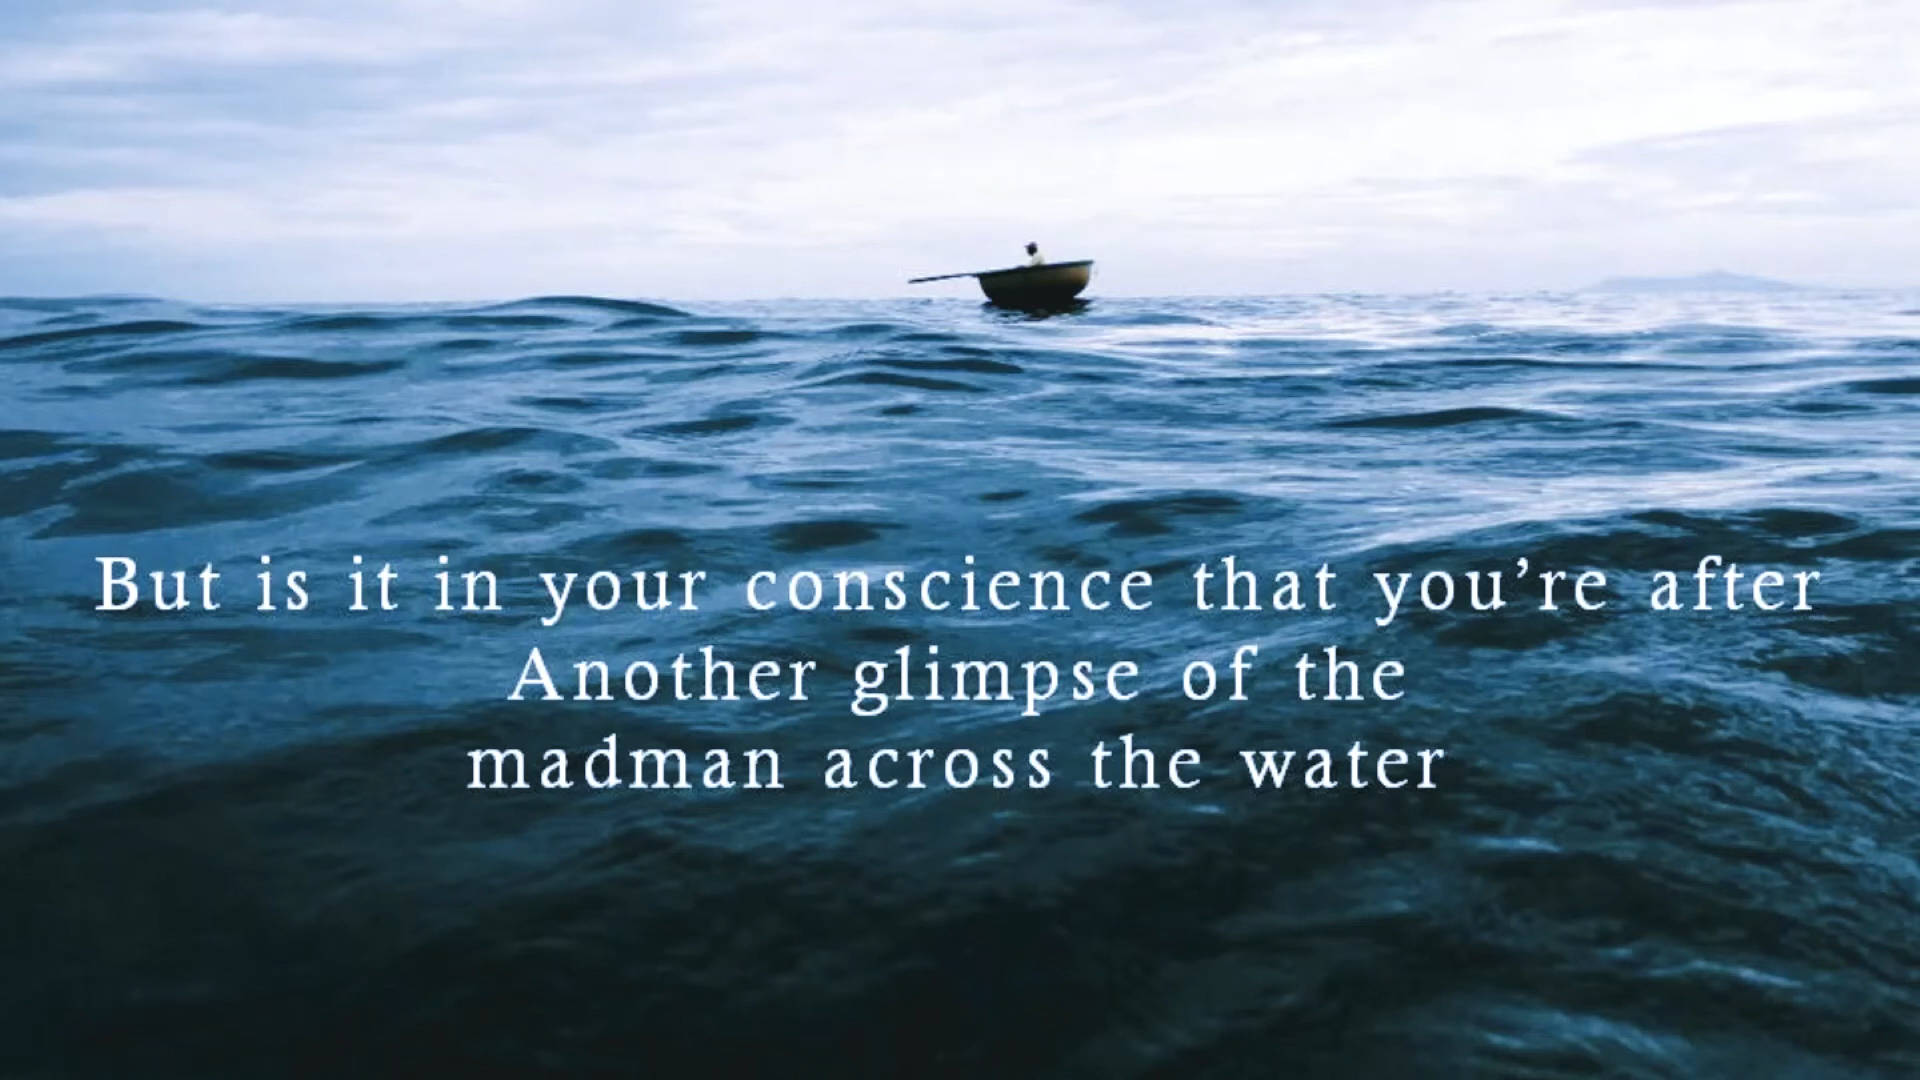 But is it in your conscience that you’re after
Another glimpse of the
madman across the water